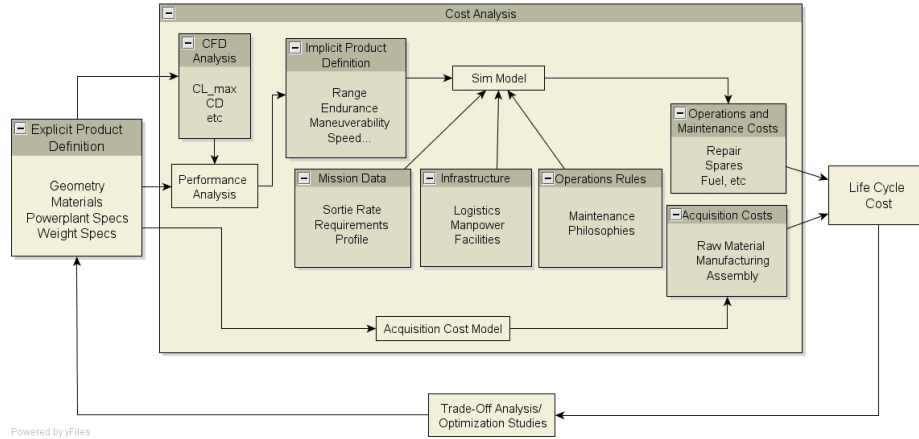 Cost Analysis
CFD
Analysis
CL_max
CD
etc
Implicit Product
Definition
Range
Endurance
Maneuverability
Speed...
Sim Model
Operations and
Maintenance Costs
Repair
Spares
Fuel, etc
Explicit Product
Definition
Geometry
Materials
Powerplant Specs
Weight Specs
Performance
Analysis
Mission Data
Sortie Rate
Requirements
Profile
Infrastructure
Logistics
Manpower
Facilities
Operations Rules
Maintenance
Philosophies
Life Cycle
Cost
Acquisition Costs
Raw Material
Manufacturing
Assembly
Acquisition Cost Model
Trade-Off Analysis/
Optimization Studies
Powered by yFiles